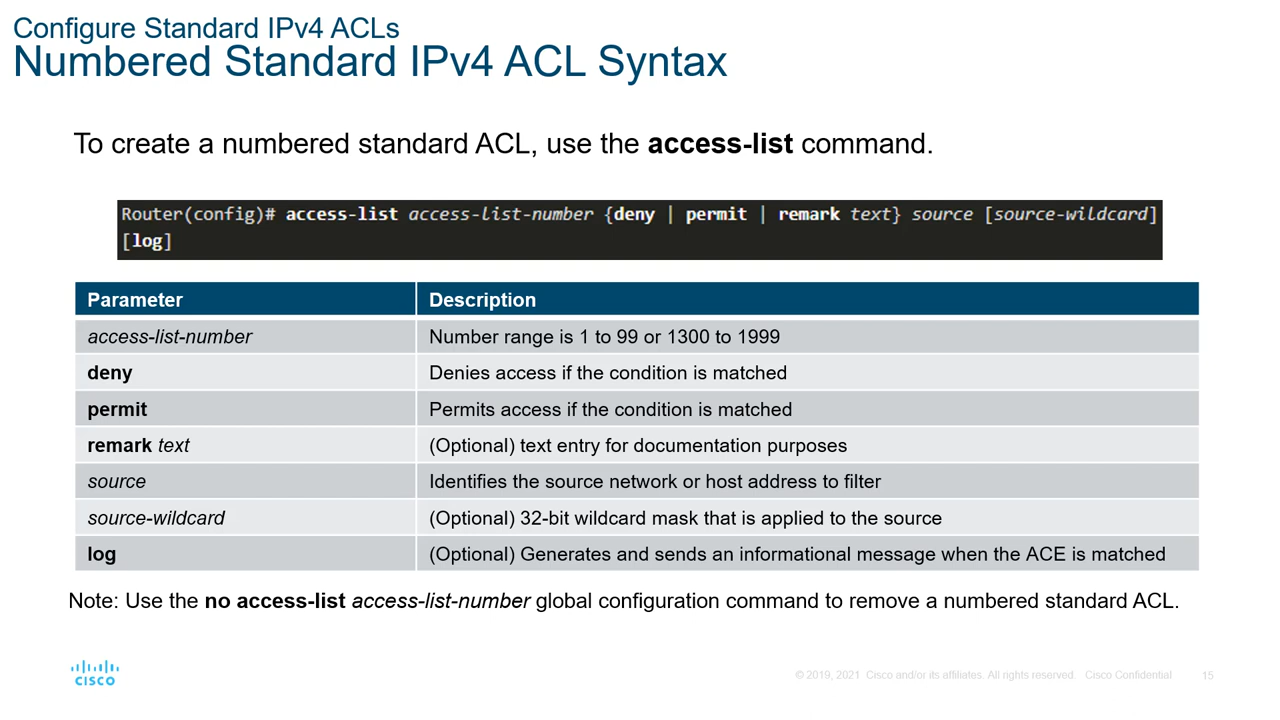 Configure Standard IPv4 ACLs
Numbered Standard IPv4 ACL Syntax
To create a numbered standard ACL, use the access-list command.
Router(config)# access-list access-list-number {deny | permit | remark text} source [source-wildcard]
[log]
Parameter Description
access-list-number Number range is 1 to 99 or 1300 to 1999
deny Denies access if the condition is matched
permit Permits access if the condition is matched
remark text (Optional) text entry for documentation purposes
source Identifies the source network or host address to filter
source-wildcard (Optional) 32-bit wildcard mask that is applied to the source
log (Optional) Generates and sends an informational message when the ACE is matched
Note: Use the no access-list access-list-number global configuration command to remove a numbered standard ACL.
CISCO
© 2019, 2021 Cisco and/or its affiliates. All rights reserved. Cisco Confidential 15